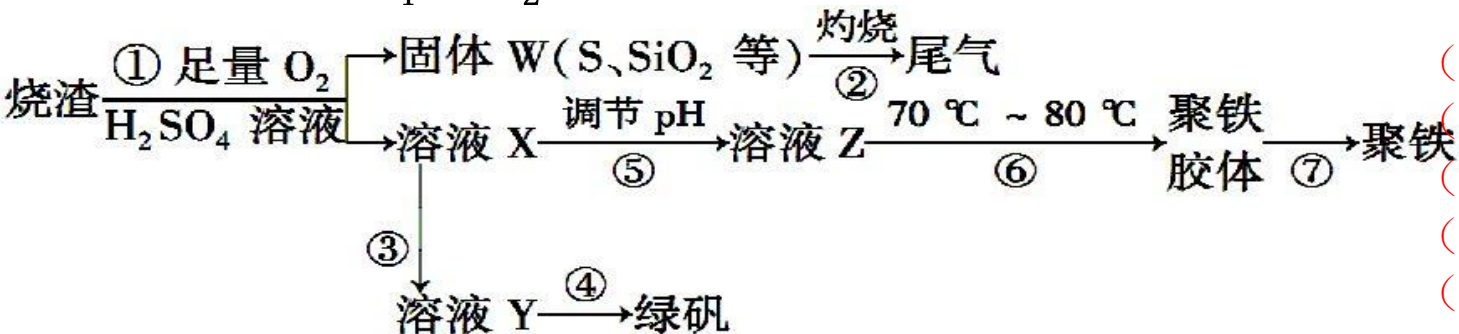 烧渣 ① 足量 O₂ H₂SO₄ 溶液
固体 W(S、SiO₂ 等) 灼烧 ② 尾气
溶液 X 调节 pH ⑤ 溶液 Z 70 ℃ ~ 80 ℃ ⑥ 聚铁胶体 ⑦ 聚铁
③
溶液 Y ④ 绿矾